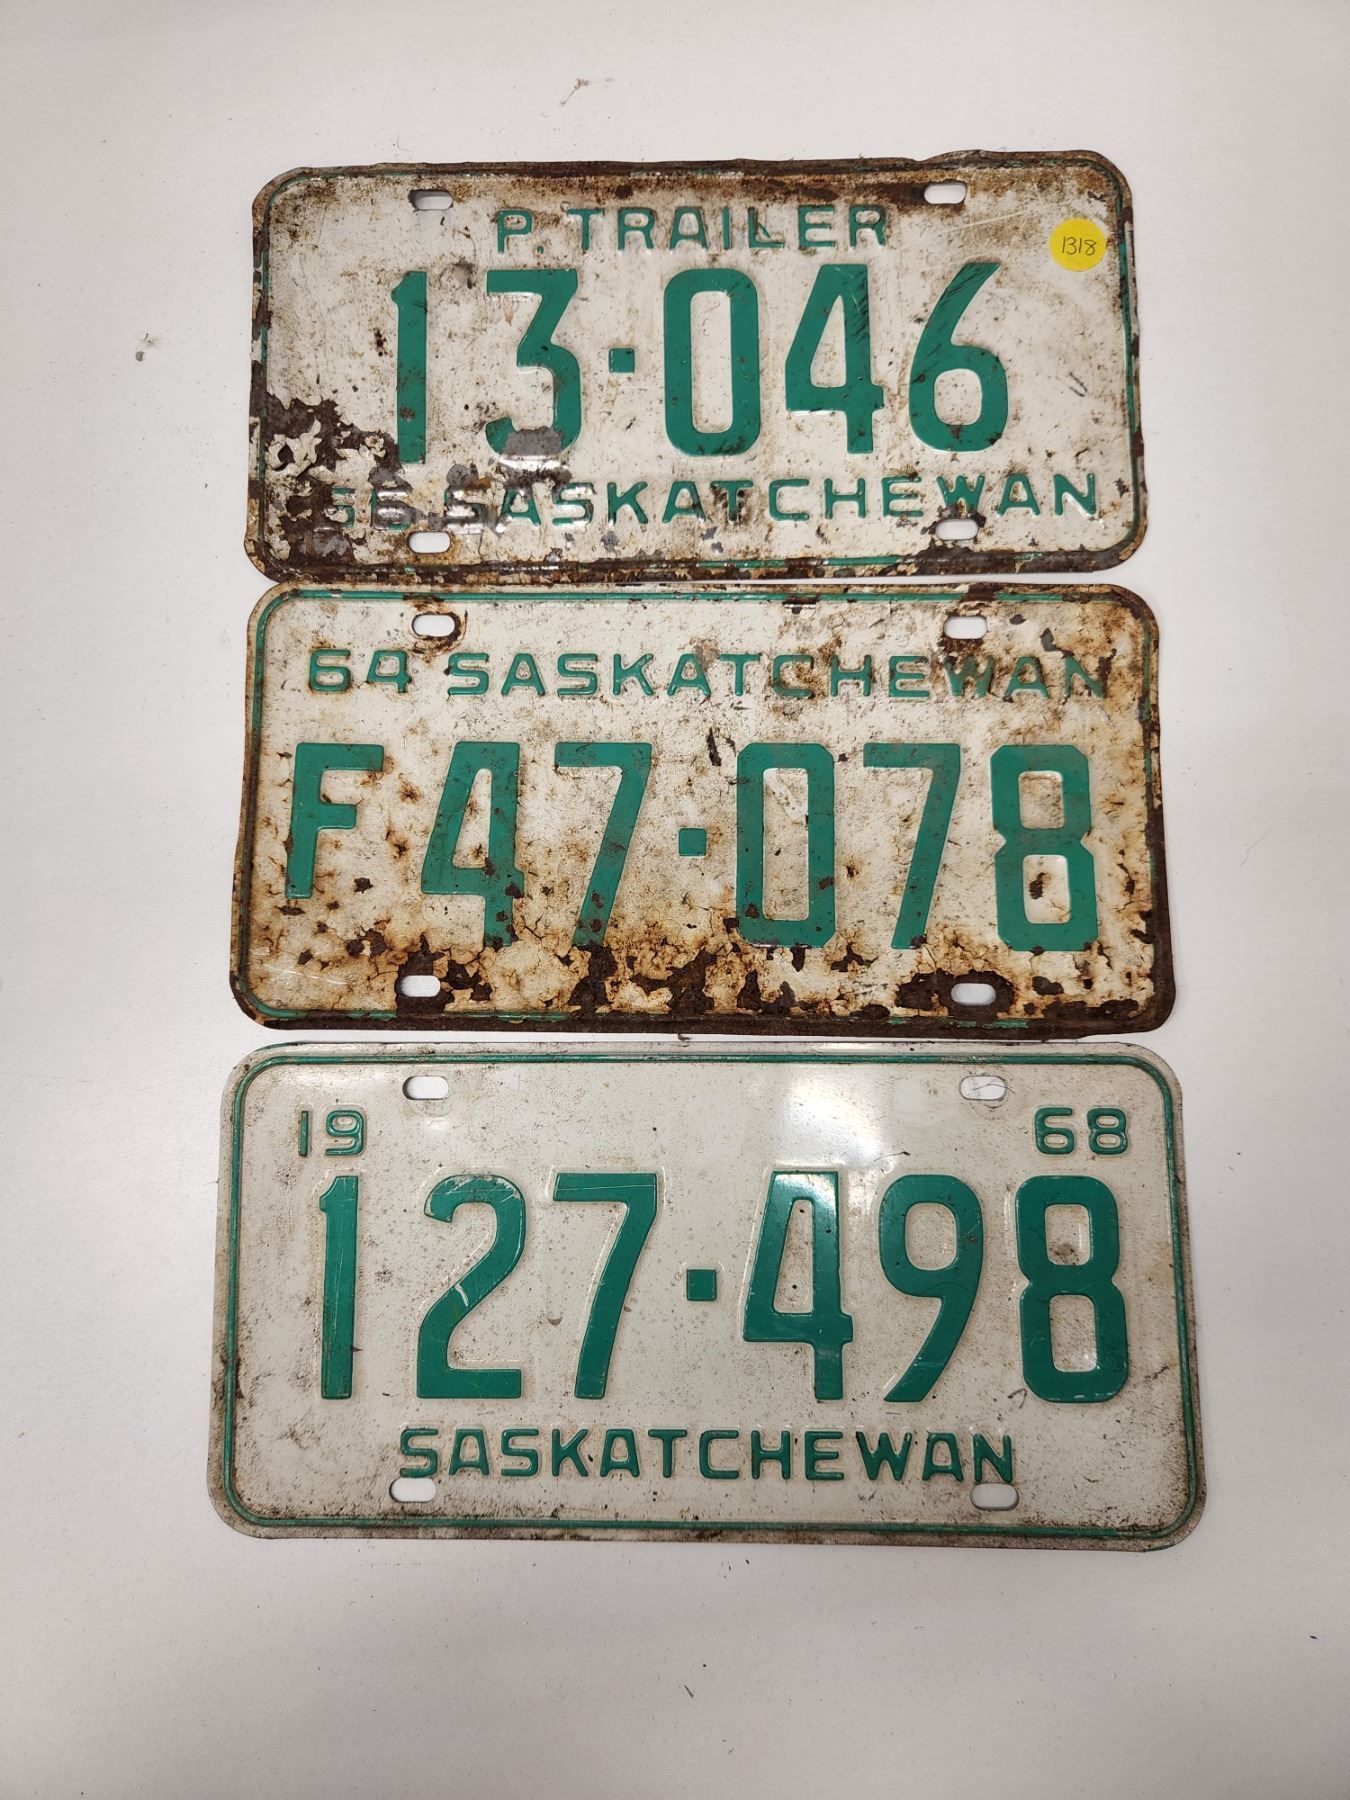 P. TRAILER
1318
13·046
SASKATCHEWAN
64 SASKATCHEWAN
F47·078
19 68
127·498
SASKATCHEWAN